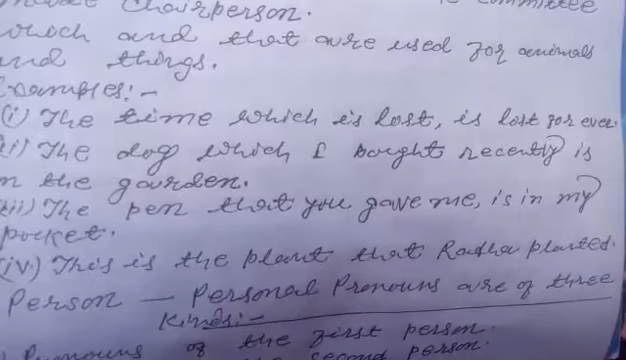 Chairperson. committee
which and that are used for animals
and things.
Examples:-
(i) The time which is lost, is lost for ever.
(ii) The dog which I bought recently is
in the garden.
(iii) The pen that you gave me, is in my
pocket.
(iv) This is the plant that Radha planted.
Person — Personal Pronouns are of three
Kinds:-
Pronouns of the first person.
second person.